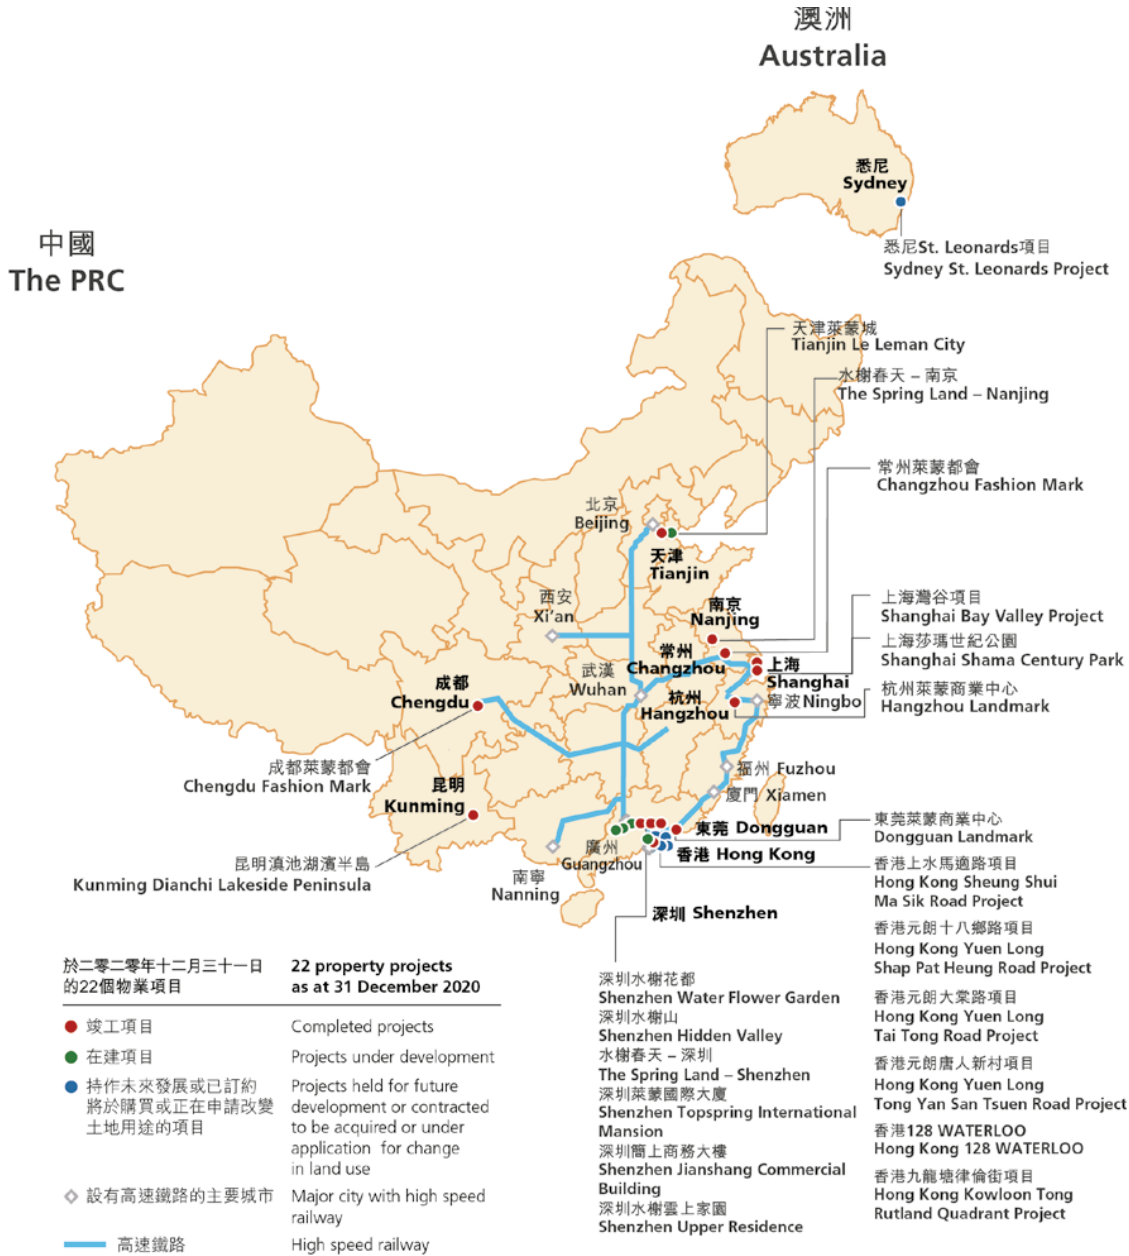 澳洲
Australia
悉尼
Sydney
悉尼St. Leonards項目
Sydney St. Leonards Project
中國
The PRC
天津萊蒙城
Tianjin Le Leman City
水榭春天 – 南京
The Spring Land – Nanjing
常州萊蒙都會
Changzhou Fashion Mark
北京
Beijing
天津
Tianjin
西安
Xi'an
南京
Nanjing
上海灣谷項目
Shanghai Bay Valley Project
上海莎瑪世紀公園
Shanghai Shama Century Park
常州
Changzhou
武漢
Wuhan
上海
Shanghai
成都
Chengdu
杭州
Hangzhou
寧波Ningbo
杭州萊蒙商業中心
Hangzhou Landmark
成都萊蒙都會
Chengdu Fashion Mark
福州 Fuzhou
昆明
Kunming
廈門 Xiamen
東莞 Dongguan
東莞萊蒙商業中心
Dongguan Landmark
廣州
Guangzhou
香港 Hong Kong
昆明滇池湖濱半島
Kunming Dianchi Lakeside Peninsula
南寧
Nanning
深圳 Shenzhen
香港上水馬適路項目
Hong Kong Sheung Shui
Ma Sik Road Project
香港元朗十八鄉路項目
Hong Kong Yuen Long
Shap Pat Heung Road Project
香港元朗大棠路項目
Hong Kong Yuen Long
Tai Tong Road Project
香港元朗唐人新村項目
Hong Kong Yuen Long
Tong Yan San Tsuen Road Project
香港128 WATERLOO
Hong Kong 128 WATERLOO
香港九龍塘律倫街項目
Hong Kong Kowloon Tong
Rutland Quadrant Project
深圳水榭花都
Shenzhen Water Flower Garden
深圳水榭山
Shenzhen Hidden Valley
水榭春天 – 深圳
The Spring Land – Shenzhen
深圳萊蒙國際大廈
Shenzhen Topspring International
Mansion
深圳簡上商務大樓
Shenzhen Jianshang Commercial
Building
深圳水榭雲上家園
Shenzhen Upper Residence
於二零二零年十二月三十一日
的22個物業項目
22 property projects
as at 31 December 2020
竣工項目
Completed projects
在建項目
Projects under development
持作未來發展或已訂約
將於購買或正在申請改變
土地用途的項目
Projects held for future
development or contracted
to be acquired or under
application for change
in land use
設有高速鐵路的主要城市
Major city with high speed
railway
高速鐵路
High speed railway